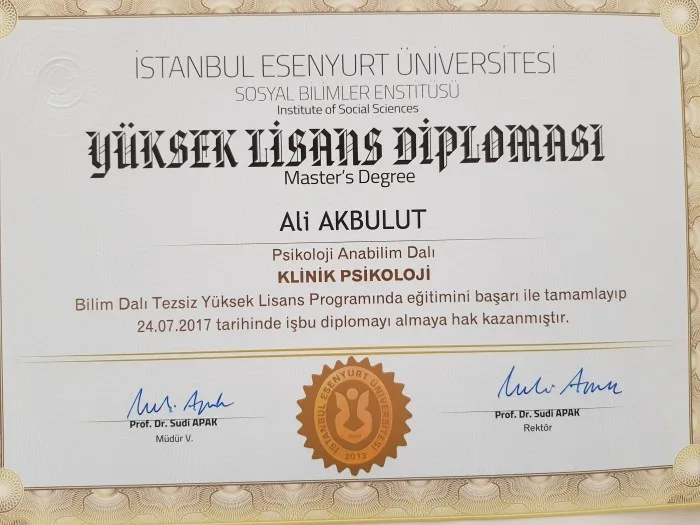 İSTANBUL ESENYURT ÜNİVERSİTESİ
SOSYAL BİLİMLER ENSTİTÜSÜ
Institute of Social Sciences
YÜKSEK LİSANS DİPLOMASI
Master's Degree
Ali AKBULUT
Psikoloji Anabilim Dalı
KLİNİK PSİKOLOJİ
Bilim Dalı Tezsiz Yüksek Lisans Programında eğitimini başarı ile tamamlayıp
24.07.2017 tarihinde işbu diplomayı almaya hak kazanmıştır.
Prof. Dr. Sudi APAK
Müdür V.
İSTANBUL ESENYURT ÜNİVERSİTESİ
2013
Prof. Dr. Sudi APAK
Rektör